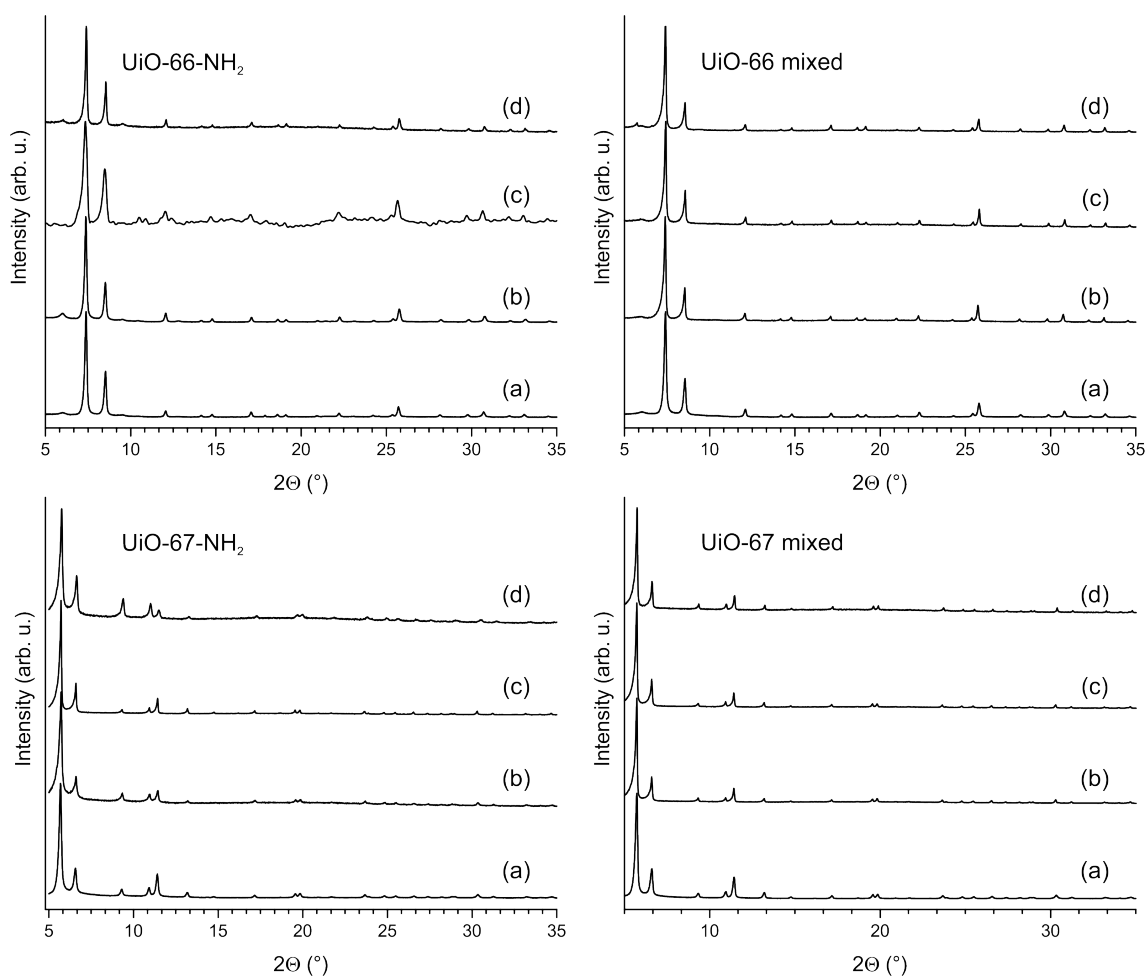 UiO-66-NH₂
(d)
(c)
(b)
(a)
Intensity (arb. u.)
5 10 15 20 25 30 35
2Θ (°)
UiO-66 mixed
(d)
(c)
(b)
(a)
Intensity (arb. u.)
5 10 15 20 25 30 35
2Θ (°)
UiO-67-NH₂
(d)
(c)
(b)
(a)
Intensity (arb. u.)
5 10 15 20 25 30 35
2Θ (°)
UiO-67 mixed
(d)
(c)
(b)
(a)
Intensity (arb. u.)
10 20 30
2Θ (°)